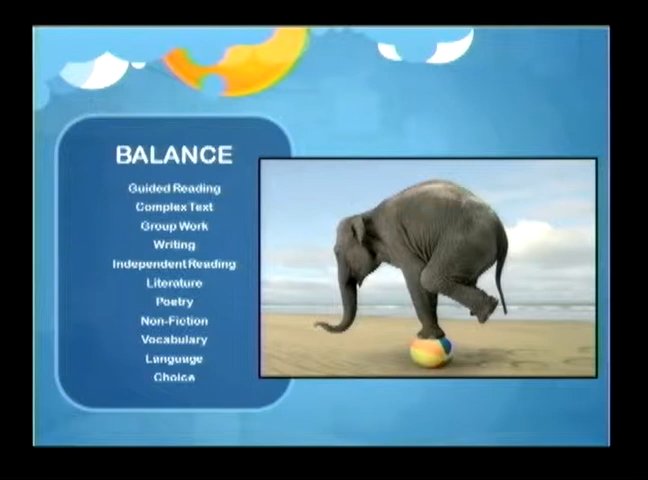 BALANCE
Guided Reading
Complex Text
Group Work
Writing
Independent Reading
Literature
Poetry
Non-Fiction
Vocabulary
Language
Choice